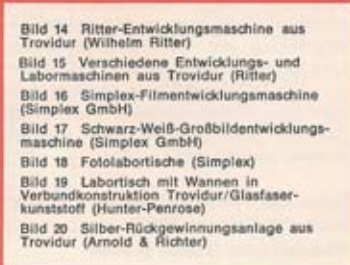 Bild 14 Ritter-Entwicklungsmaschine aus
Trovidur (Wilhelm Ritter)
Bild 15 Verschiedene Entwicklungs- und
Labormaschinen aus Trovidur (Ritter)
Bild 16 Simplex-Filmentwicklungsmaschine
(Simplex GmbH)
Bild 17 Schwarz-Weiß-Großbildentwicklungs-
maschine (Simplex GmbH)
Bild 18 Fotolabortische (Simplex)
Bild 19 Labortisch mit Wannen in
Verbundkonstruktion Trovidur/Glasfaser-
kunststoff (Hunter-Penrose)
Bild 20 Silber-Rückgewinnungsanlage aus
Trovidur (Arnold & Richter)